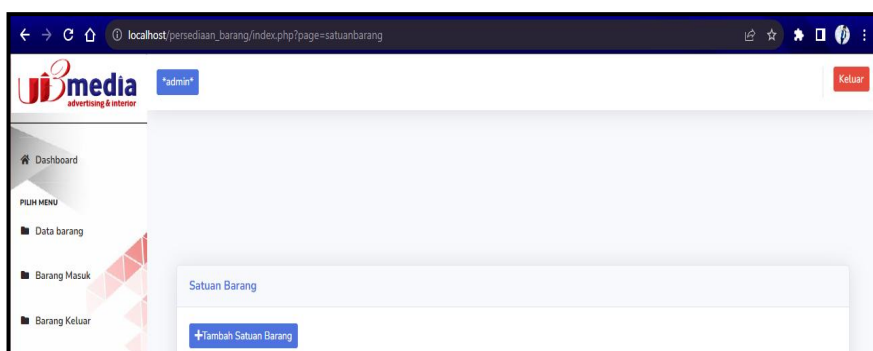 localhost/persediaan_barang/index.php?page=satuanbarang
media
advertising & interior
*admin*
Keluar
Dashboard
PILIH MENU
Data barang
Barang Masuk
Satuan Barang
Barang Keluar
+Tambah Satuan Barang